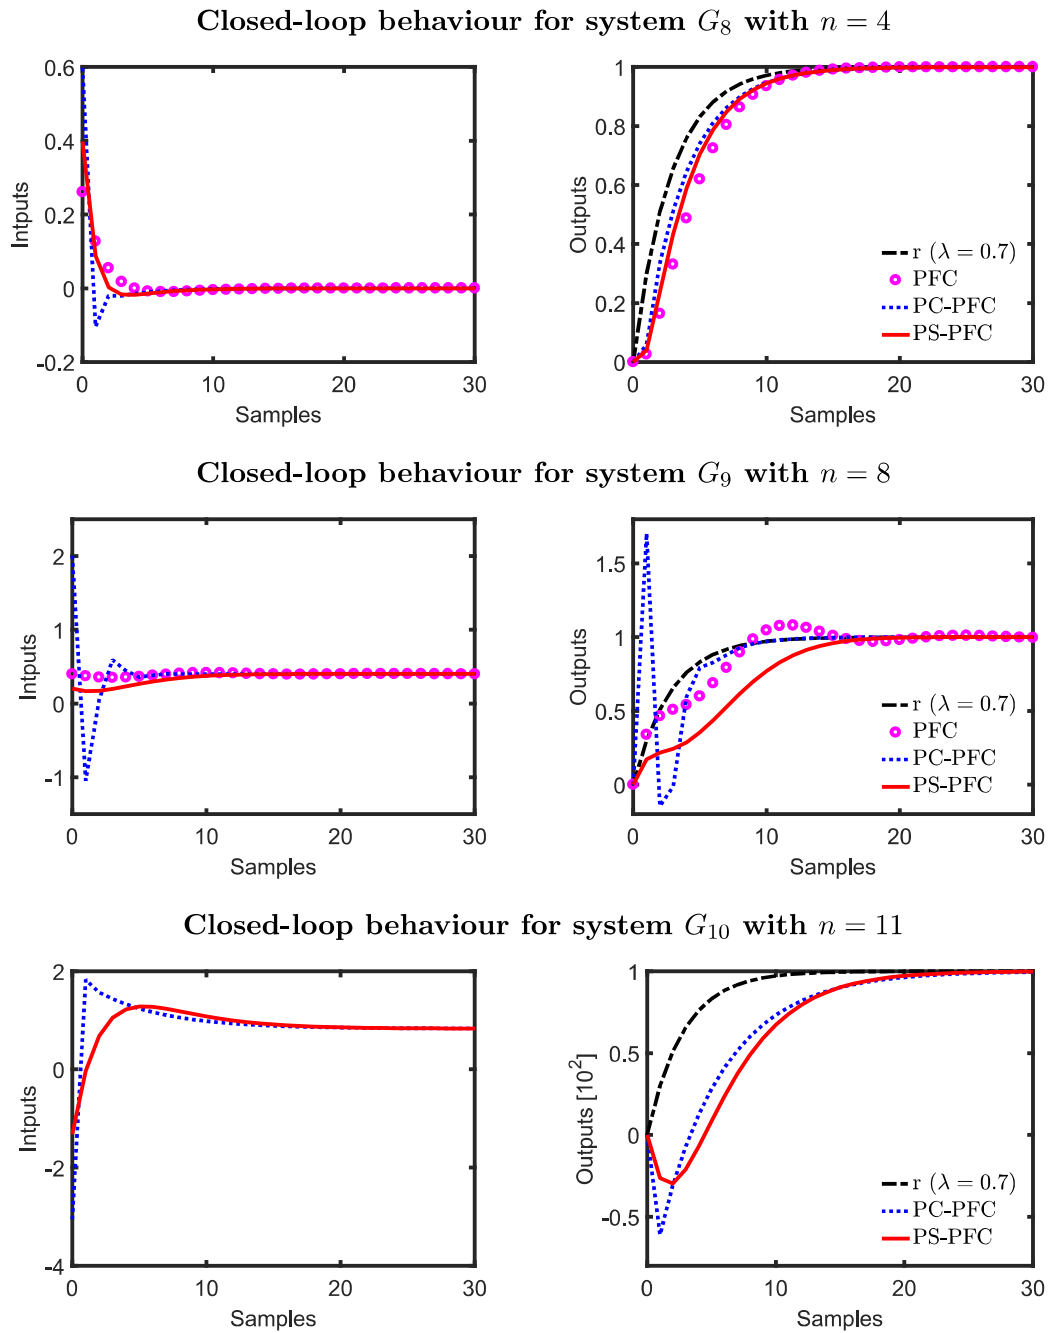 Closed-loop behaviour for system G8 with n = 4
0.6
0.4
0.2
0
-0.2
Intputs
0 10 20 30
Samples
1
0.8
0.6
0.4
0.2
0
Outputs
r (λ = 0.7)
PFC
PC-PFC
PS-PFC
0 10 20 30
Samples
Closed-loop behaviour for system G9 with n = 8
2
1
0
-1
Intputs
0 10 20 30
Samples
1.5
1
0.5
0
Outputs
r (λ = 0.7)
PFC
PC-PFC
PS-PFC
0 10 20 30
Samples
Closed-loop behaviour for system G10 with n = 11
2
0
-2
-4
Intputs
0 10 20 30
Samples
1
0.5
0
-0.5
Outputs [10²]
r (λ = 0.7)
PC-PFC
PS-PFC
0 10 20 30
Samples